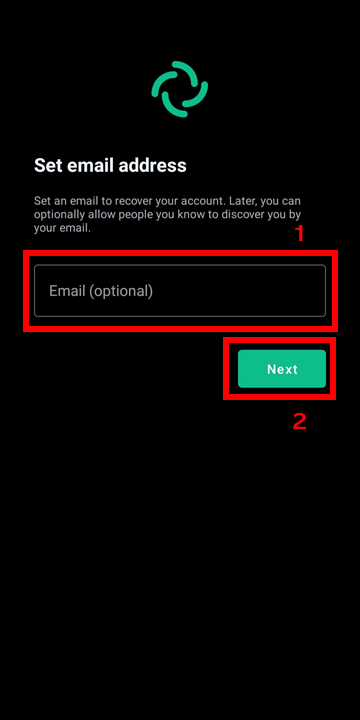 Set email address
Set an email to recover your account. Later, you can
optionally allow people you know to discover you by
your email.
1
Email (optional)
Next
2